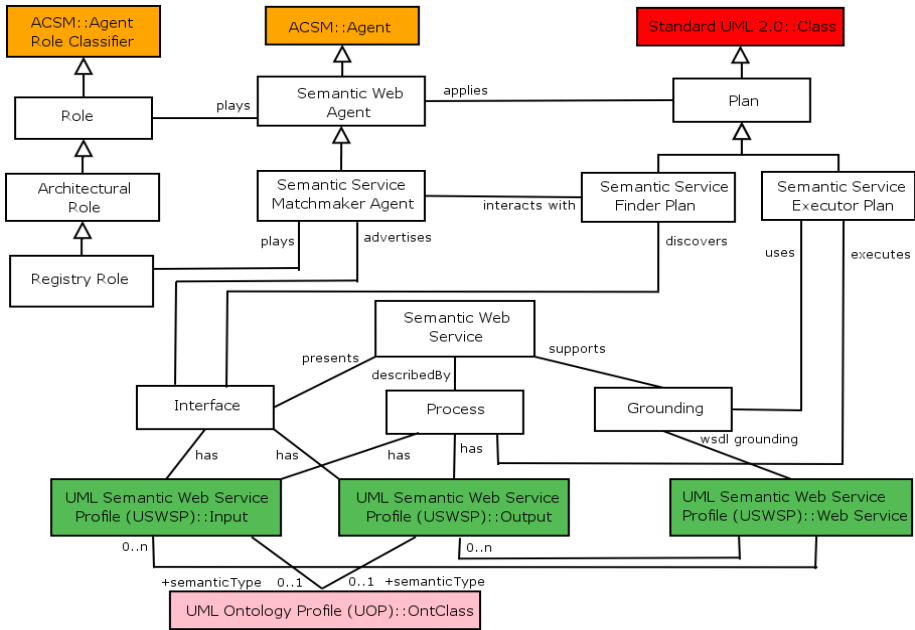 ACSM::Agent
Role Classifier
ACSM::Agent
Standard UML 2.0::Class
Role
plays
Semantic Web
Agent
applies
Plan
Architectural
Role
Semantic Service
Matchmaker Agent
interacts with
Semantic Service
Finder Plan
Semantic Service
Executor Plan
plays
advertises
discovers
uses
executes
Registry Role
Semantic Web
Service
presents
describedBy
supports
Interface
Process
Grounding
has
has
has
has
wsdl grounding
UML Semantic Web Service
Profile (USWSP)::Input
UML Semantic Web Service
Profile (USWSP)::Output
UML Semantic Web Service
Profile (USWSP)::Web Service
0..n
0..n
+semanticType
0..1
0..1
+semanticType
UML Ontology Profile (UOP)::OntClass